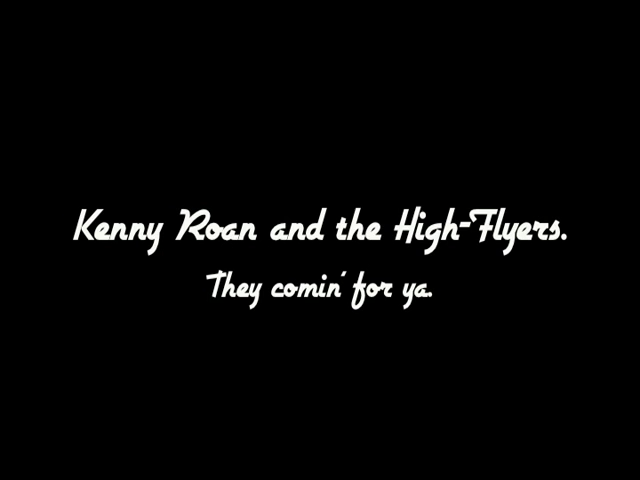 Kenny Roan and the High-Flyers.
They comin' for ya.